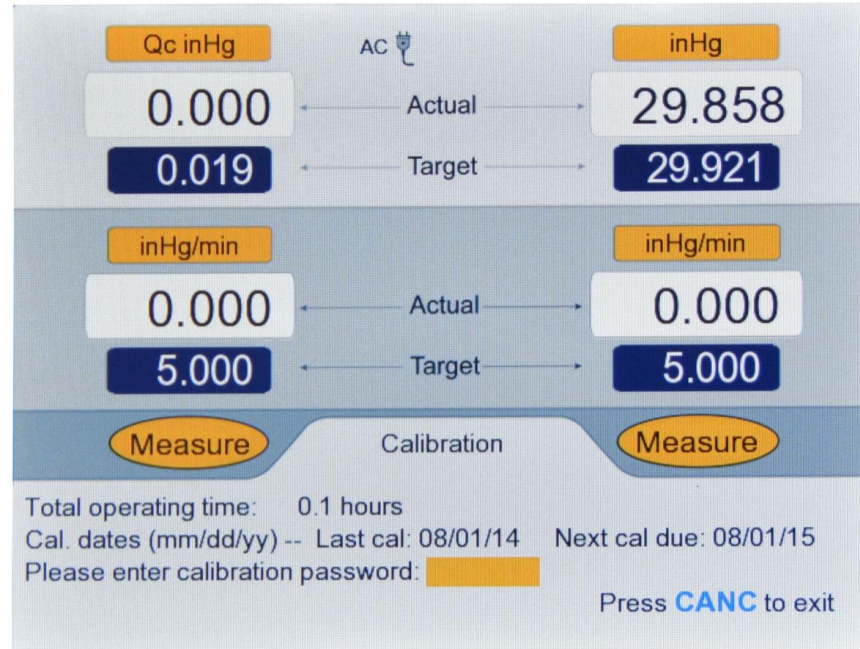 Qc inHg AC inHg
0.000 Actual 29.858
0.019 Target 29.921
inHg/min inHg/min
0.000 Actual 0.000
5.000 Target 5.000
Measure Calibration Measure
Total operating time: 0.1 hours
Cal. dates (mm/dd/yy) -- Last cal: 08/01/14 Next cal due: 08/01/15
Please enter calibration password:
Press CANC to exit